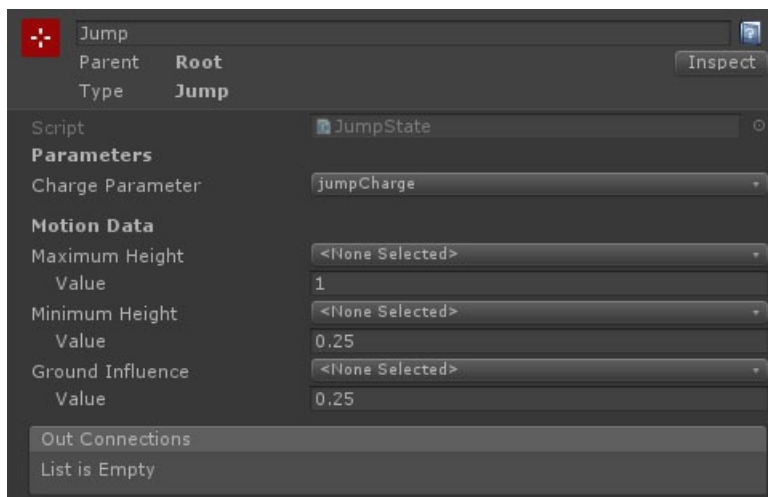 Jump
Parent Root
Inspect
Type Jump
Script JumpState
Parameters
Charge Parameter jumpCharge
Motion Data
Maximum Height <None Selected>
Value 1
Minimum Height <None Selected>
Value 0.25
Ground Influence <None Selected>
Value 0.25
Out Connections
List is Empty